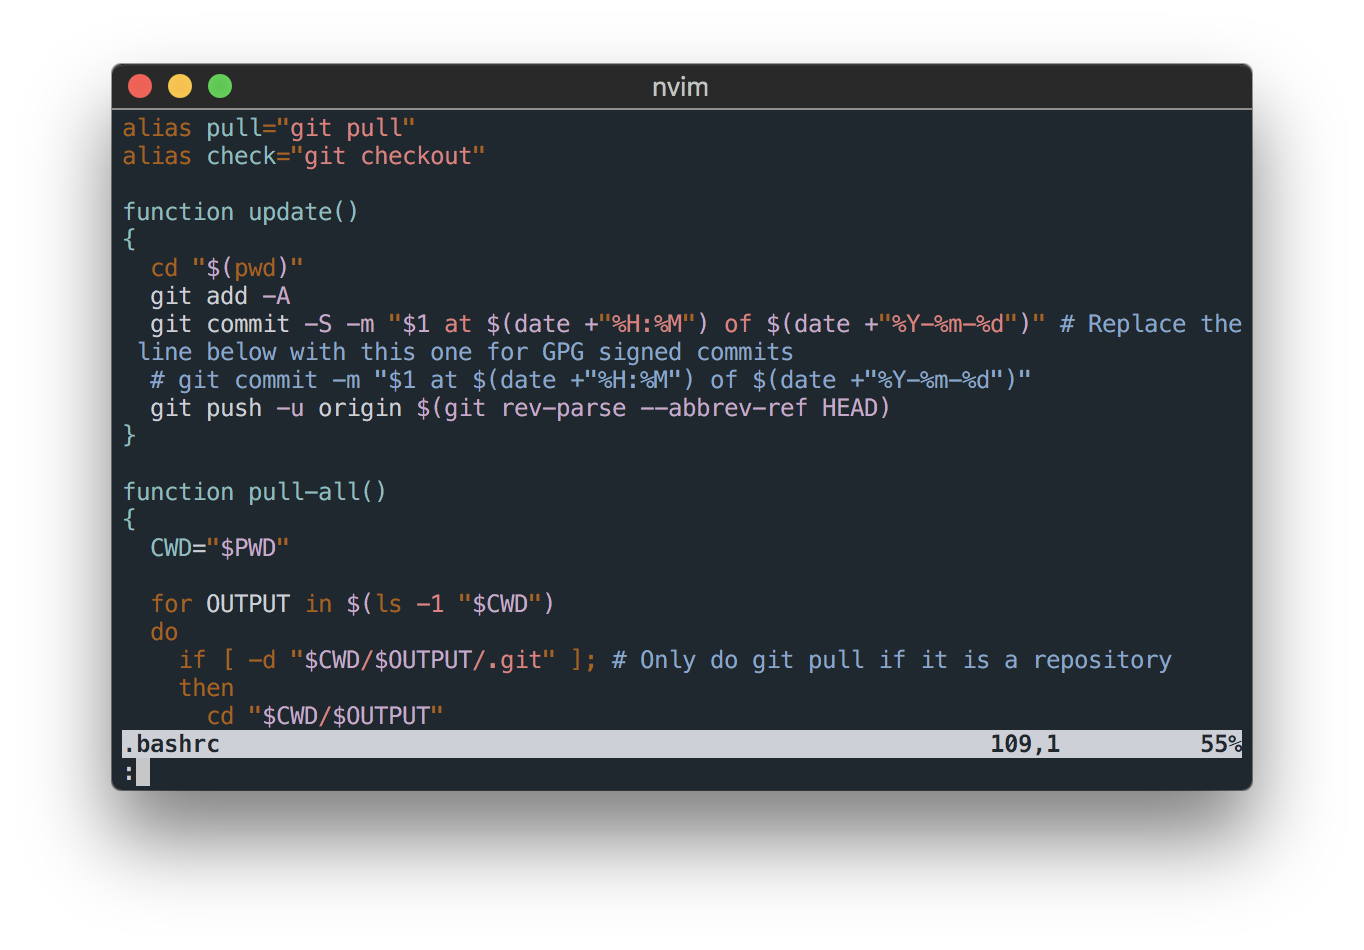 nvim
alias pull="git pull"
alias check="git checkout"
function update()
{
  cd "$(pwd)"
  git add -A
  git commit -S -m "$1 at $(date +"%H:%M") of $(date +"%Y-%m-%d")" # Replace the
 line below with this one for GPG signed commits
  # git commit -m "$1 at $(date +"%H:%M") of $(date +"%Y-%m-%d")"
  git push -u origin $(git rev-parse --abbrev-ref HEAD)
}
function pull-all()
{
  CWD="$PWD"
  for OUTPUT in $(ls -1 "$CWD")
  do
    if [ -d "$CWD/$OUTPUT/.git" ]; # Only do git pull if it is a repository
    then
      cd "$CWD/$OUTPUT"
.bashrc 109,1 55%
: